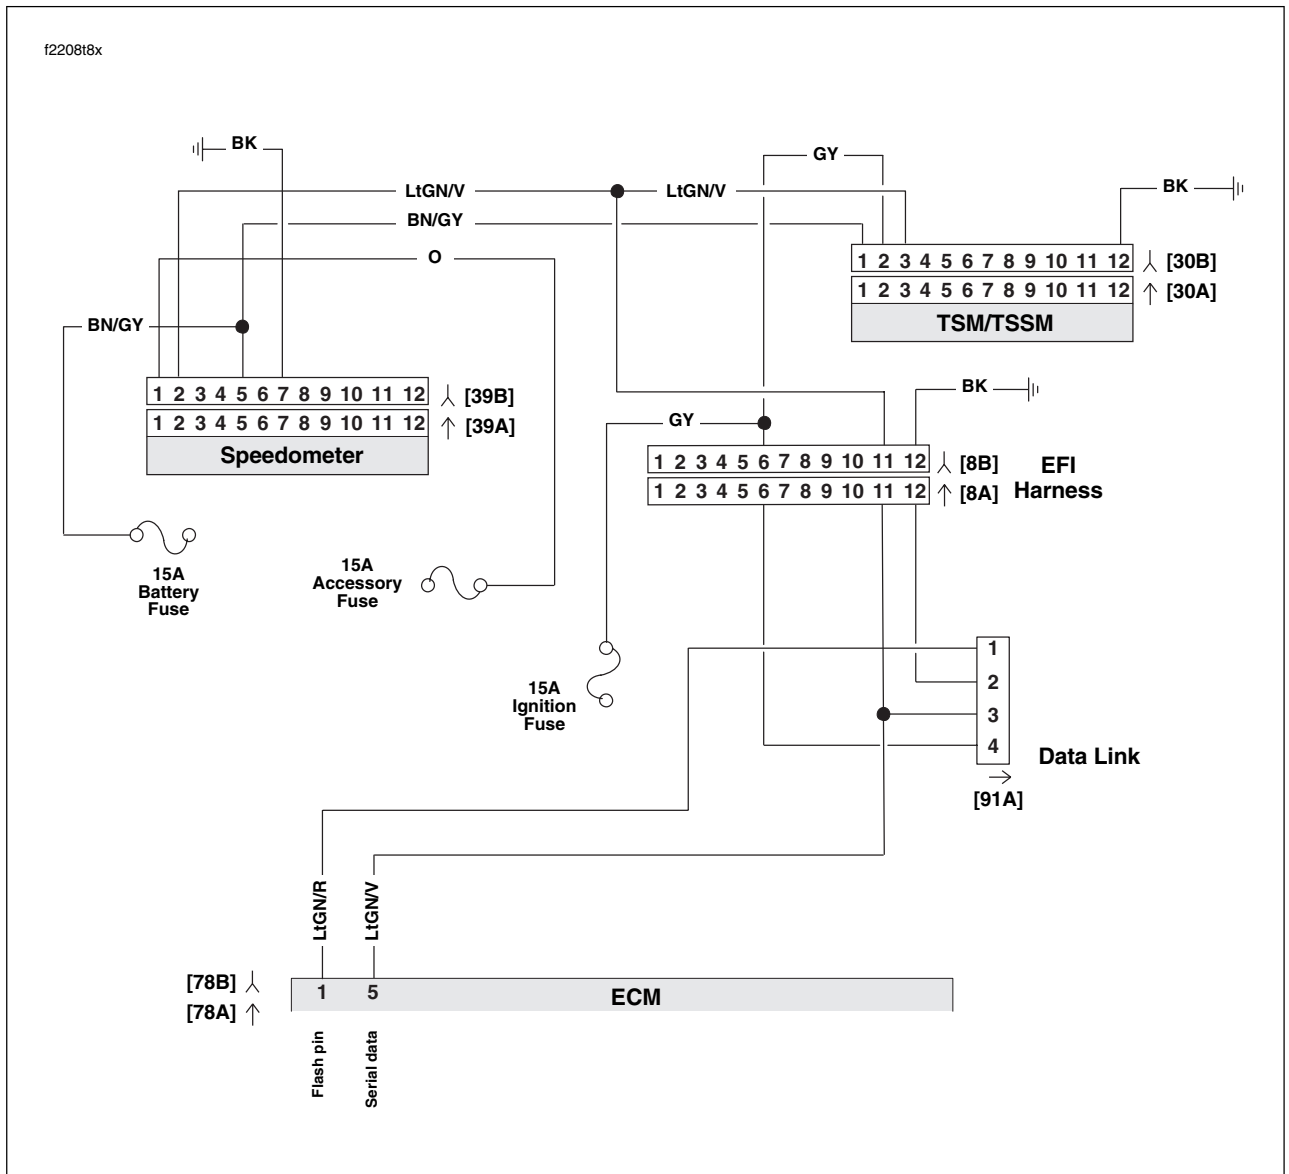 f2208t8x
BK
GY
LtGN/V
LtGN/V
BK
BN/GY
O
1 2 3 4 5 6 7 8 9 10 11 12 [30B]
1 2 3 4 5 6 7 8 9 10 11 12 [30A]
TSM/TSSM
BN/GY
1 2 3 4 5 6 7 8 9 10 11 12 [39B]
1 2 3 4 5 6 7 8 9 10 11 12 [39A]
Speedometer
BK
GY
1 2 3 4 5 6 7 8 9 10 11 12 [8B]
1 2 3 4 5 6 7 8 9 10 11 12 [8A]
EFI
Harness
15A
Battery
Fuse
15A
Accessory
Fuse
15A
Ignition
Fuse
1
2
3
4
Data Link
[91A]
LtGN/R
LtGN/V
[78B]
[78A]
1 5 ECM
Flash pin
Serial data